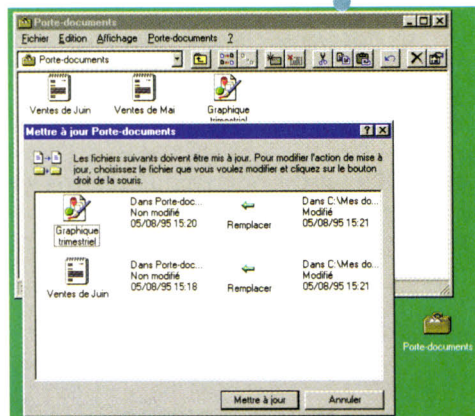 Porte-documents
Fichier Édition Affichage Porte-documents ?
Porte-documents
Ventes de Juin Ventes de Mai Graphique
trimestriel
Mettre à jour Porte-documents
Les fichiers suivants doivent être mis à jour. Pour modifier l'action de mise à
jour, choisissez le fichier que vous voulez modifier et cliquez sur le bouton
droit de la souris.
Graphique
trimestriel
Dans Porte-doc...
Non modifié
05/08/95 15:20
Remplacer
Dans C:\Mes do...
Modifié
05/08/95 15:21
Ventes de Juin
Dans Porte-doc...
Non modifié
05/08/95 15:18
Remplacer
Dans C:\Mes do...
Modifié
05/08/95 15:21
Porte-documents
Mettre à jour Annuler